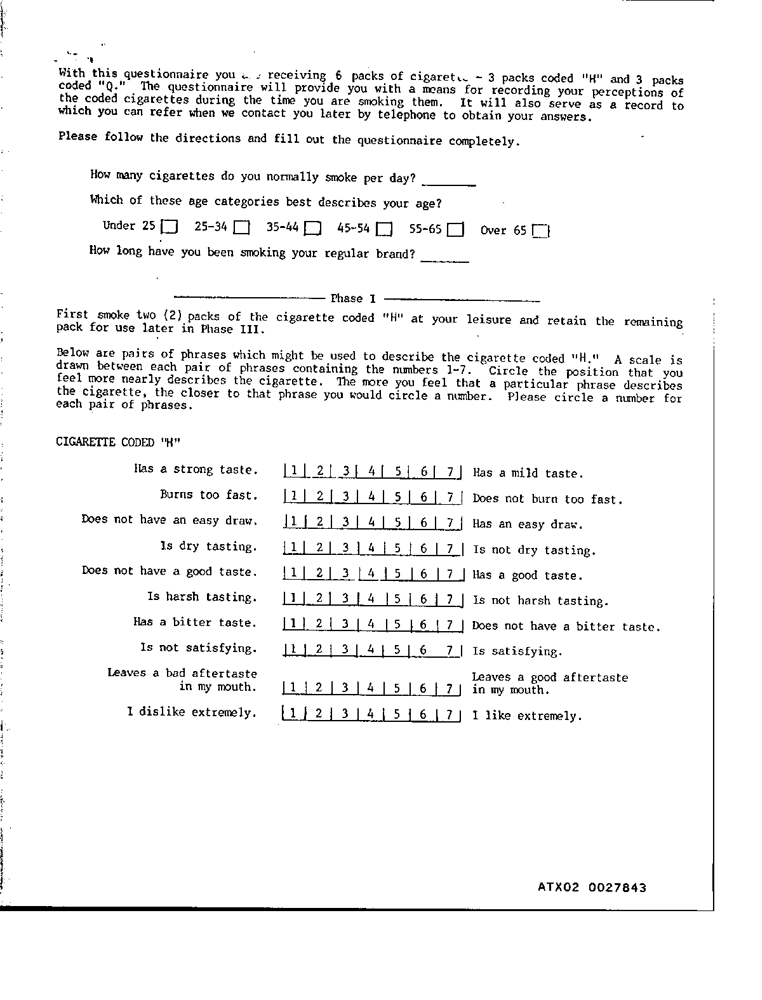 With this questionnaire you receiving 6 packs of - 3 packs coded "H" and 3 packs
coded "Q." The questionnaire will provide you with a means for recording your perceptions of
the coded cigarettes during the time you are smoking them. It will also serve as a record to
which you can refer when we contact you later by telephone to obtain your answers.
Please follow the directions and fill out the questionnaire completely.
How many cigarettes do you normally smoke per day?
Which of these age categories best describes your age?
Under 25 25-34 35-44 45-54 55-65 Over 65
How long have you been smoking your regular brand?
Phase I
First smoke two (2) packs of the cigarette coded "H" at your leisure and retain the remaining
pack for use later in Phase III.
Below are pairs of phrases which might be used to describe the cigarette coded "H." A scale is
drawn between each pair of phrases containing the numbers 1-7. Circle the position that you
feel more nearly describes the cigarette. The more you feel that a particular phrase describes
the cigarette, the closer to that phrase you would circle a number. Please circle a number for
each pair of phrases.
CIGARETTE CODED "H"
Has a strong taste. 1 2 3 4 5 6 7 Has a mild taste.
Burns too fast. 1 2 3 4 5 6 7 Does not burn too fast.
Does not have an easy draw. 1 2 3 4 5 6 7 Has an easy draw.
Is dry tasting. 1 2 3 4 5 6 7 Is not dry tasting.
Does not have a good taste. 1 2 3 4 5 6 7 Has a good taste.
Is harsh tasting. 1 2 3 4 5 6 7 Is not harsh tasting.
Has a bitter taste. 1 2 3 4 5 6 7 Does not have a bitter taste.
Is not satisfying. 1 2 3 4 5 6 7 Is satisfying.
Leaves a bad aftertaste Leaves a good aftertaste
in my mouth. 1 2 3 4 5 6 7 in my mouth.
I dislike extremely. 1 2 3 4 5 6 7 I like extremely.
ATX02 0027843